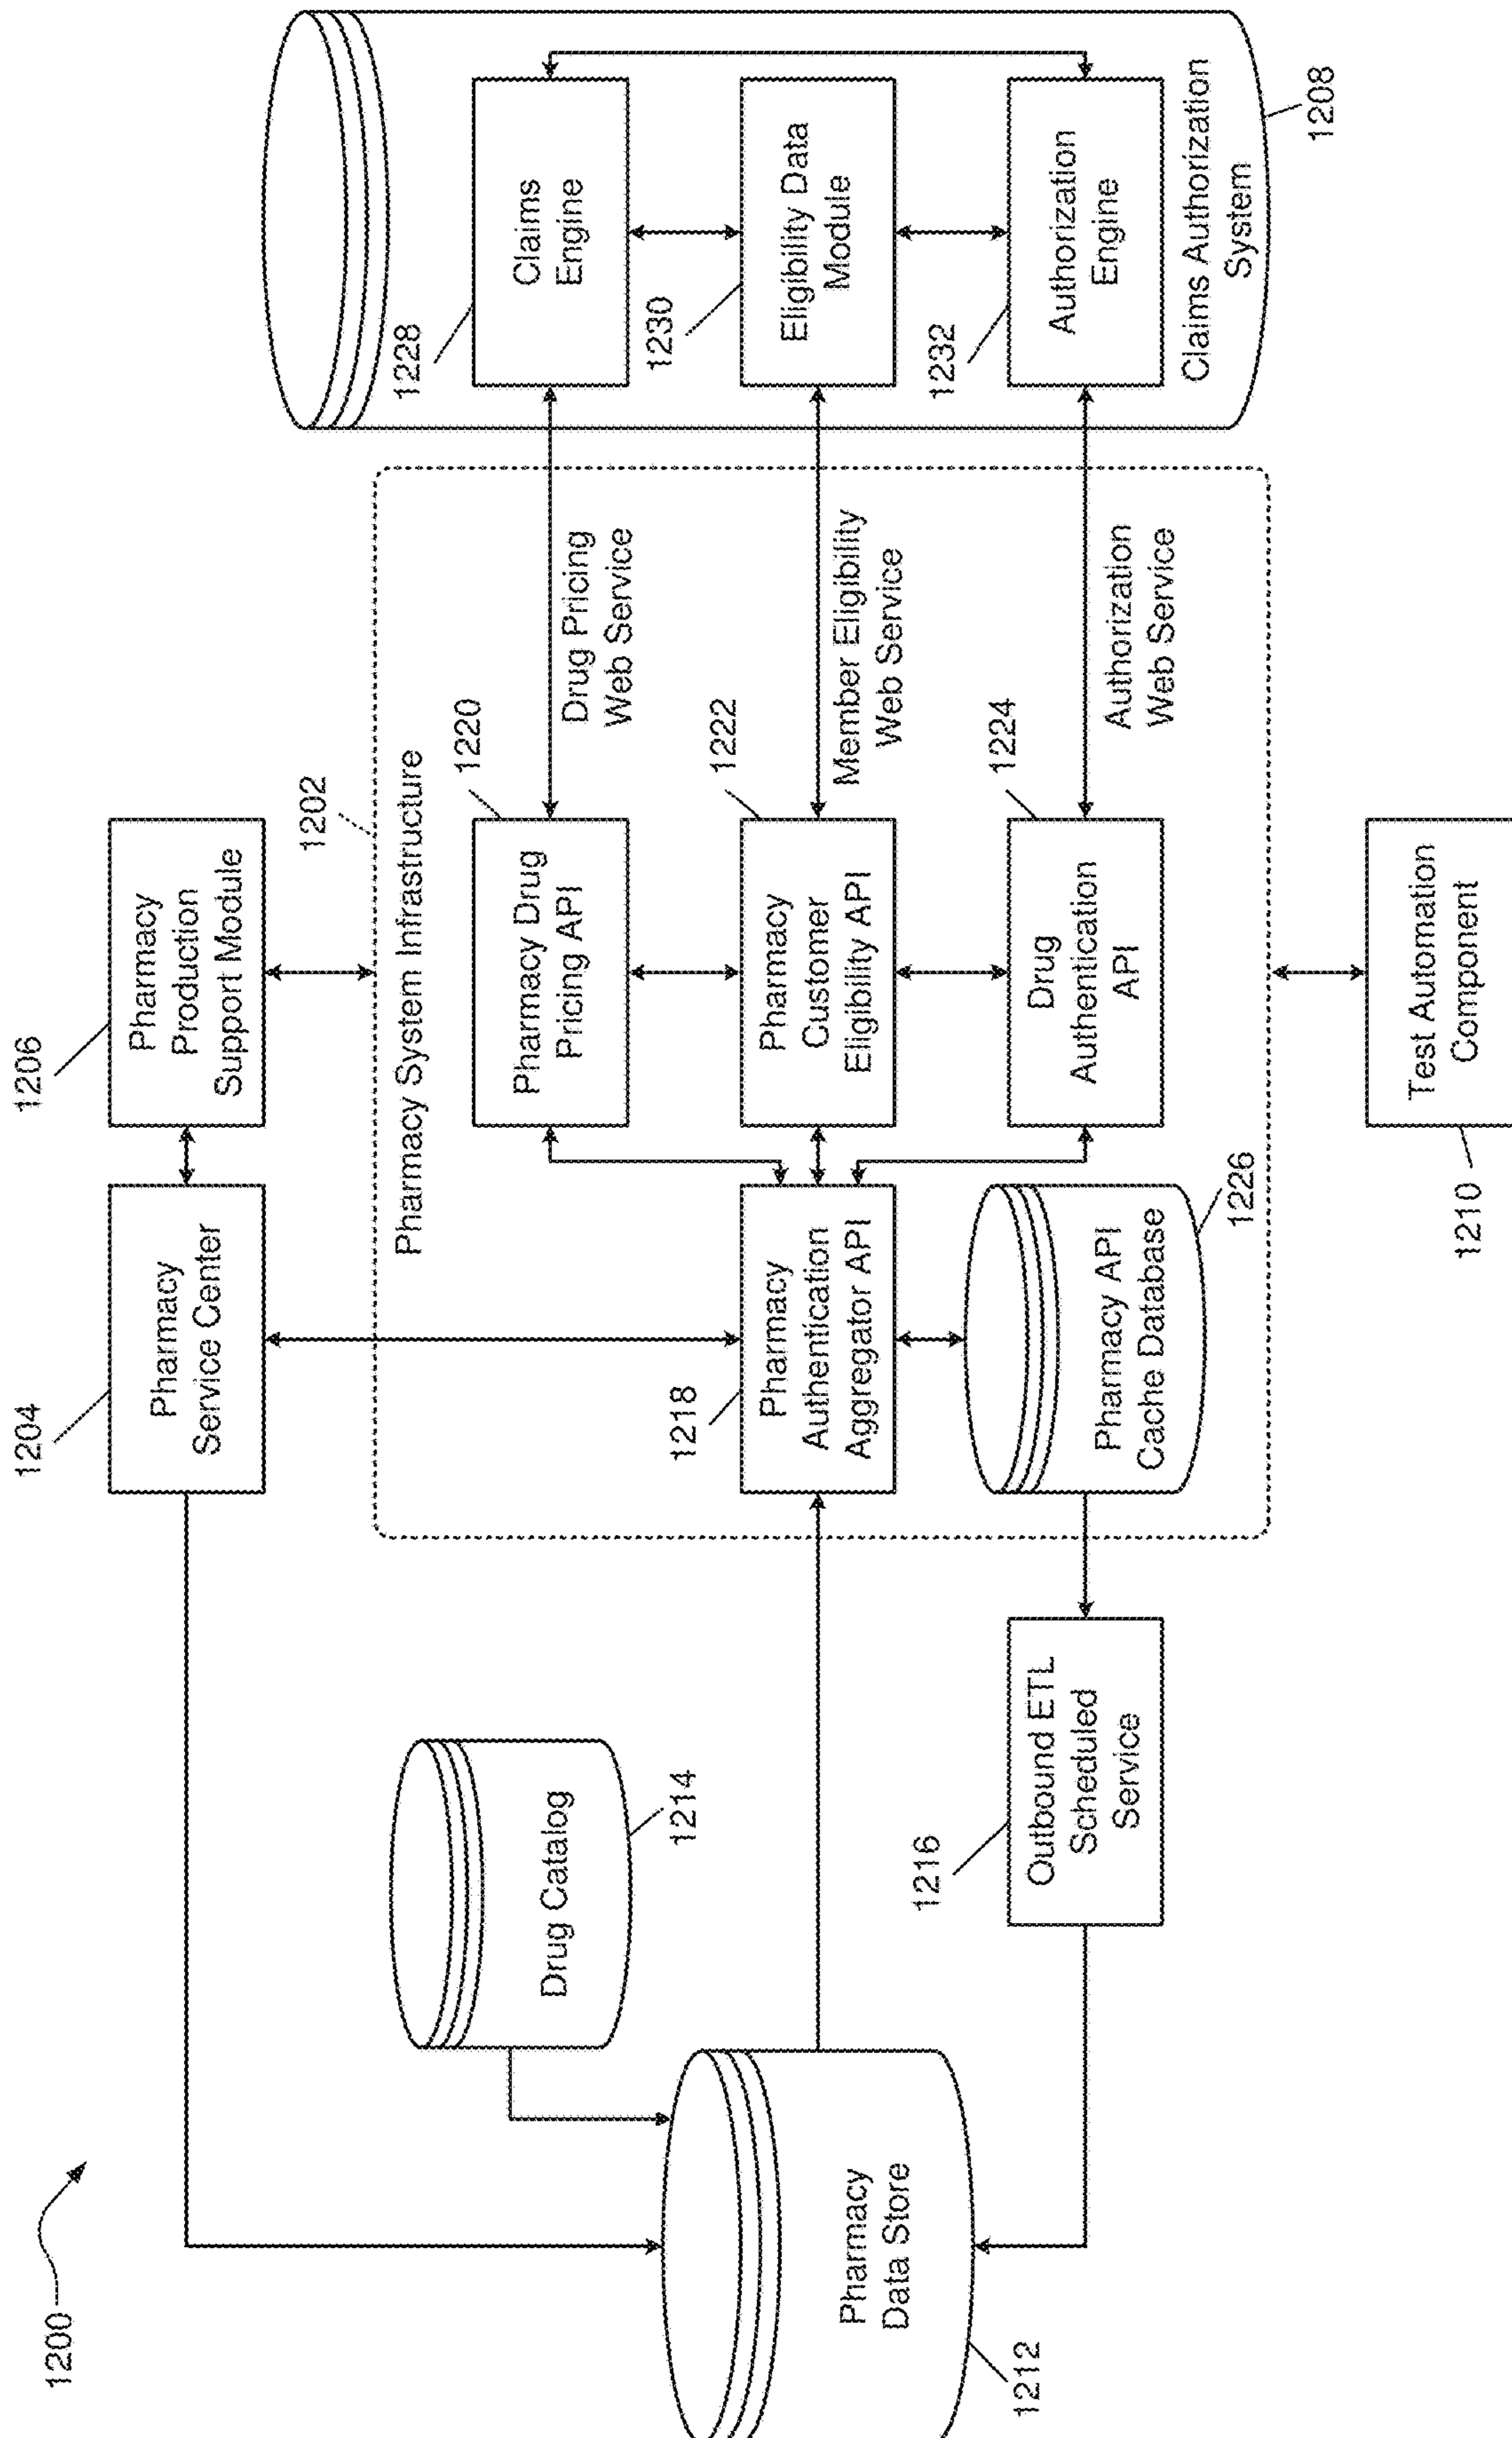 1200
1204
Pharmacy
Service Center
1206
Pharmacy
Production
Support Module
1202
Pharmacy System Infrastructure
Drug Catalog
1214
Pharmacy
Data Store
1212
1216
Outbound ETL
Scheduled
Service
1218
Pharmacy
Authentication
Aggregator API
Pharmacy API
Cache Database
1226
1220
Pharmacy Drug
Pricing API
1222
Pharmacy
Customer
Eligibility API
1224
Drug
Authentication
API
Drug Pricing
Web Service
Member Eligibility
Web Service
Authorization
Web Service
1228
Claims
Engine
1230
Eligibility Data
Module
1232
Authorization
Engine
Claims Authorization
System
1208
1210
Test Automation
Component